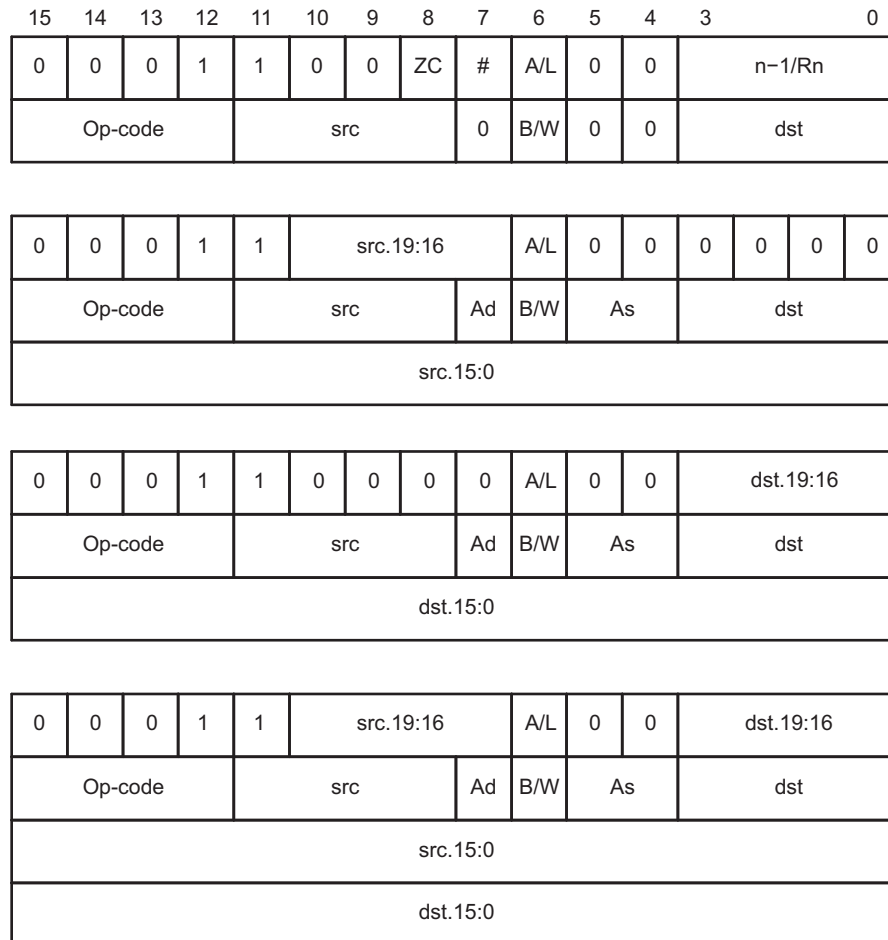 15 14 13 12 11 10 9 8 7 6 5 4 3 0
0 0 0 1 1 0 0 ZC # A/L 0 0 n−1/Rn
Op-code src 0 B/W 0 0 dst
0 0 0 1 1 src.19:16 A/L 0 0 0 0 0 0
Op-code src Ad B/W As dst
src.15:0
0 0 0 1 1 0 0 0 0 A/L 0 0 dst.19:16
Op-code src Ad B/W As dst
dst.15:0
0 0 0 1 1 src.19:16 A/L 0 0 dst.19:16
Op-code src Ad B/W As dst
src.15:0
dst.15:0